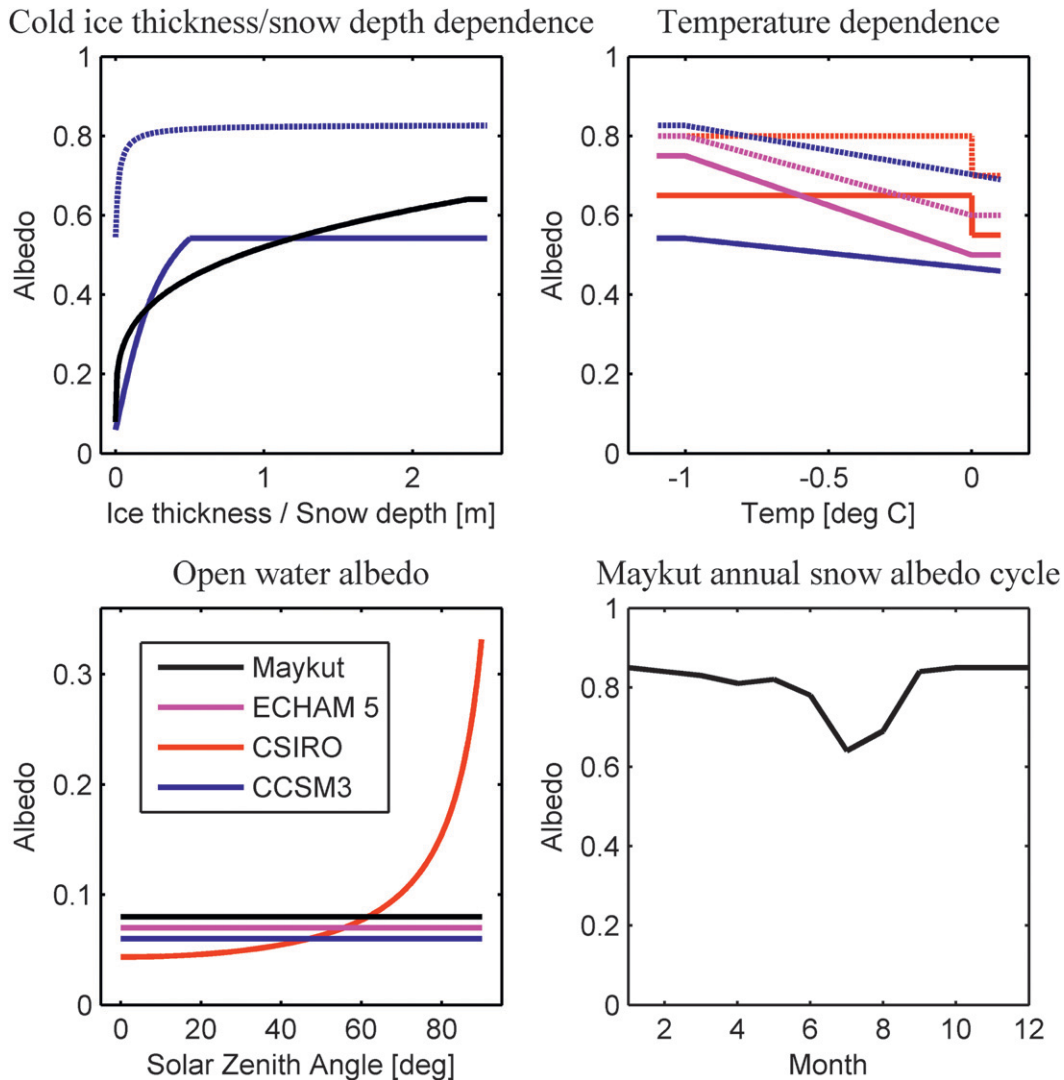 Cold ice thickness/snow depth dependence
Albedo
1
0.8
0.6
0.4
0.2
0
0
1
2
Ice thickness / Snow depth [m]
Temperature dependence
Albedo
1
0.8
0.6
0.4
0.2
0
-1
-0.5
0
Temp [deg C]
Open water albedo
Albedo
0.3
0.2
0.1
0
Maykut
ECHAM 5
CSIRO
CCSM3
0
20
40
60
80
Solar Zenith Angle [deg]
Maykut annual snow albedo cycle
Albedo
1
0.8
0.6
0.4
0.2
0
2
4
6
8
10
12
Month